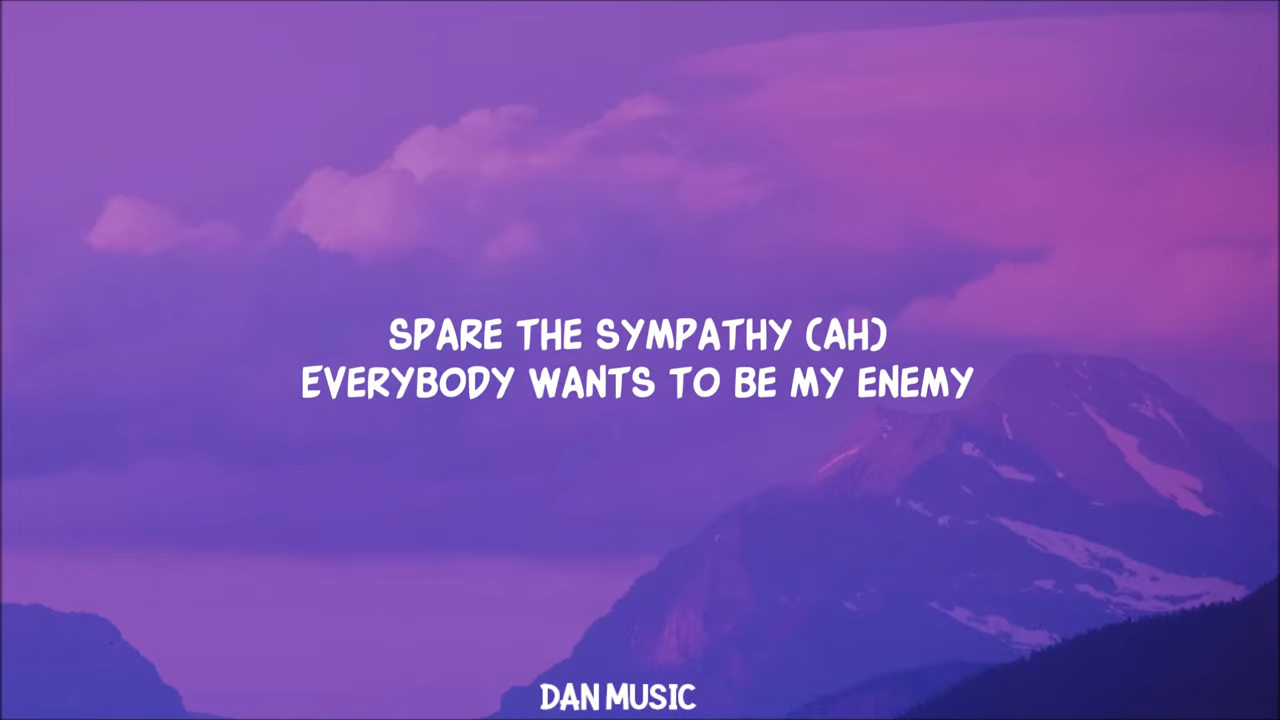 SPARE THE SYMPATHY (AH)
EVERYBODY WANTS TO BE MY ENEMY
DAN MUSIC